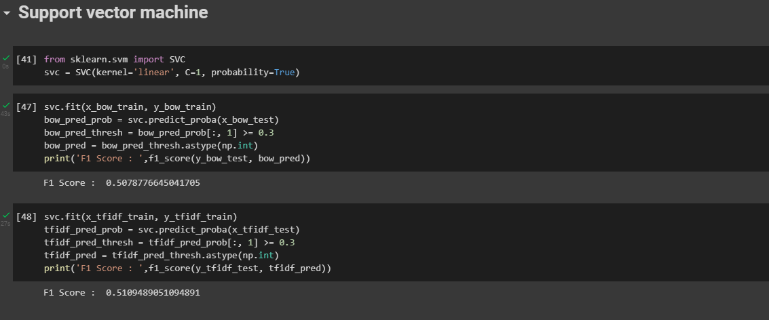 Support vector machine
[41] from sklearn.svm import SVC
svc = SVC(kernel='linear', C=1, probability=True)
[47] svc.fit(x_bow_train, y_bow_train)
bow_pred_prob = svc.predict_proba(x_bow_test)
bow_pred_thresh = bow_pred_prob[:, 1] >= 0.3
bow_pred = bow_pred_thresh.astype(np.int)
print('F1 Score : ',f1_score(y_bow_test, bow_pred))
F1 Score :  0.5078776645041705
[48] svc.fit(x_tfidf_train, y_tfidf_train)
tfidf_pred_prob = svc.predict_proba(x_tfidf_test)
tfidf_pred_thresh = tfidf_pred_prob[:, 1] >= 0.3
tfidf_pred = tfidf_pred_thresh.astype(np.int)
print('F1 Score : ',f1_score(y_tfidf_test, tfidf_pred))
F1 Score :  0.5109489051094891